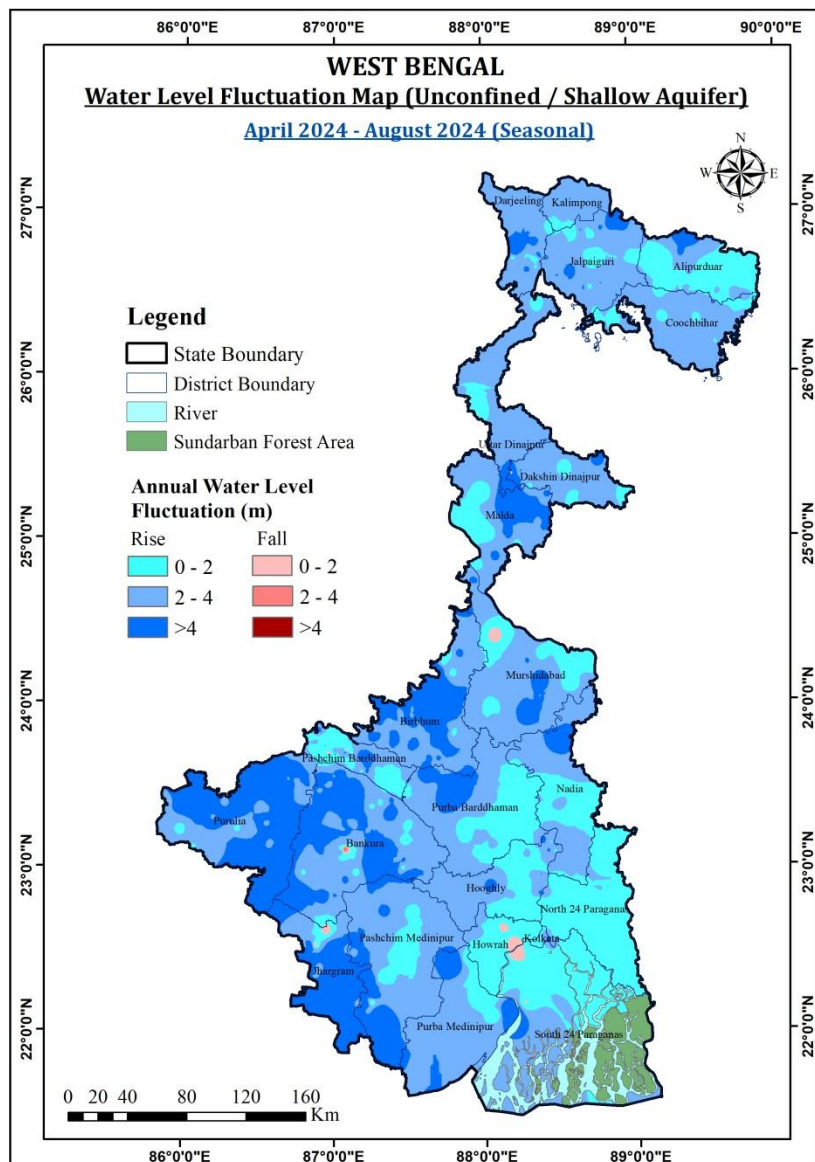 86°0'0"E 87°0'0"E 88°0'0"E 89°0'0"E 90°0'0"E
WEST BENGAL
Water Level Fluctuation Map (Unconfined / Shallow Aquifer)
April 2024 - August 2024 (Seasonal)
N
W E
S
27°0'0"N 27°0'0"N
Darjeeling Kalimpong
Jalpaiguri Alipurduar
Coochbihar
26°0'0"N 26°0'0"N
Legend
State Boundary
District Boundary
River
Sundarban Forest Area
Annual Water Level
Fluctuation (m)
Rise Fall
0 - 2 0 - 2
2 - 4 2 - 4
>4 >4
Uttar Dinajpur
Dakshin Dinajpur
Malda
25°0'0"N 25°0'0"N
Murshidabad
24°0'0"N 24°0'0"N
Birbhum
Pashchim Barddhaman
Nadia
Purba Barddhaman
Purulia
Bankura
23°0'0"N 23°0'0"N
Hooghly
North 24 Paraganas
Pashchim Medinipur Howrah Kolkata
Jhargram
22°0'0"N 22°0'0"N
Purba Medinipur South 24 Paraganas
0 20 40 80 120 160
Km
86°0'0"E 87°0'0"E 88°0'0"E 89°0'0"E